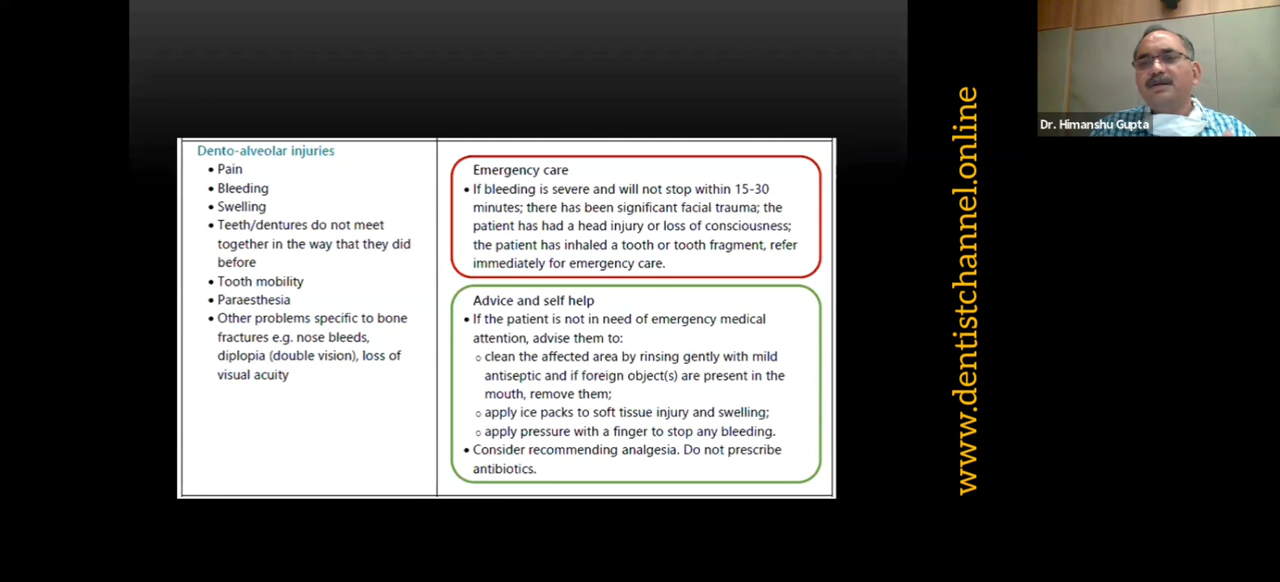 Dento-alveolar injuries
• Pain
• Bleeding
• Swelling
• Teeth/dentures do not meet
together in the way that they did
before
• Tooth mobility
• Paraesthesia
• Other problems specific to bone
fractures e.g. nose bleeds,
diplopia (double vision), loss of
visual acuity
Emergency care
• If bleeding is severe and will not stop within 15-30
minutes; there has been significant facial trauma; the
patient has had a head injury or loss of consciousness;
the patient has inhaled a tooth or tooth fragment, refer
immediately for emergency care.
Advice and self help
• If the patient is not in need of emergency medical
attention, advise them to:
○ clean the affected area by rinsing gently with mild
antiseptic and if foreign object(s) are present in the
mouth, remove them;
○ apply ice packs to soft tissue injury and swelling;
○ apply pressure with a finger to stop any bleeding.
• Consider recommending analgesia. Do not prescribe
antibiotics.
www.dentistchannel.online
Dr. Himanshu Gupta